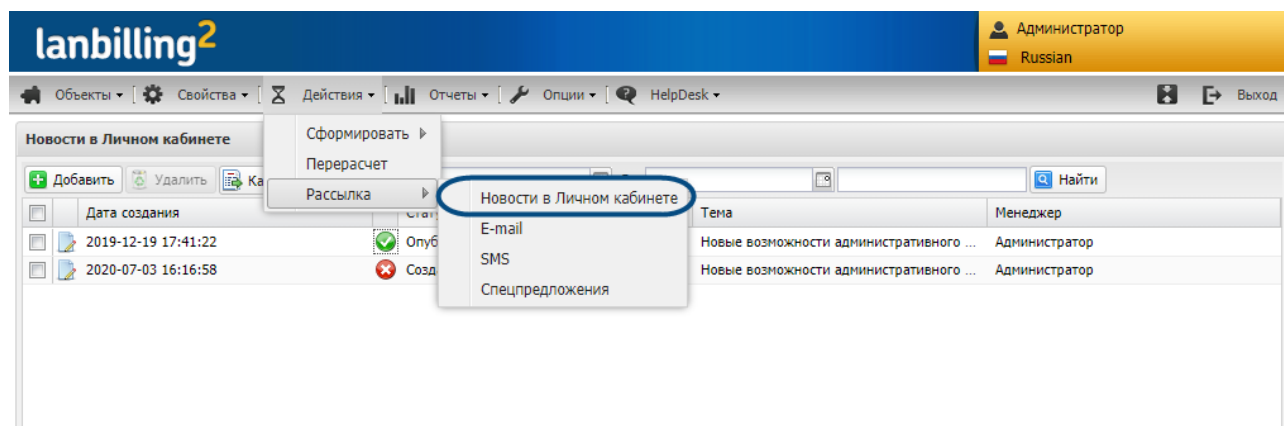 lanbilling2
Администратор
Russian
Объекты Свойства Действия Отчеты Опции HelpDesk Выход
Новости в Личном кабинете
Сформировать
Перерасчет
Рассылка
Добавить Удалить Найти
Новости в Личном кабинете
E-mail
SMS
Спецпредложения
Дата создания Тема Менеджер
2019-12-19 17:41:22 Новые возможности административного ... Администратор
2020-07-03 16:16:58 Новые возможности административного ... Администратор